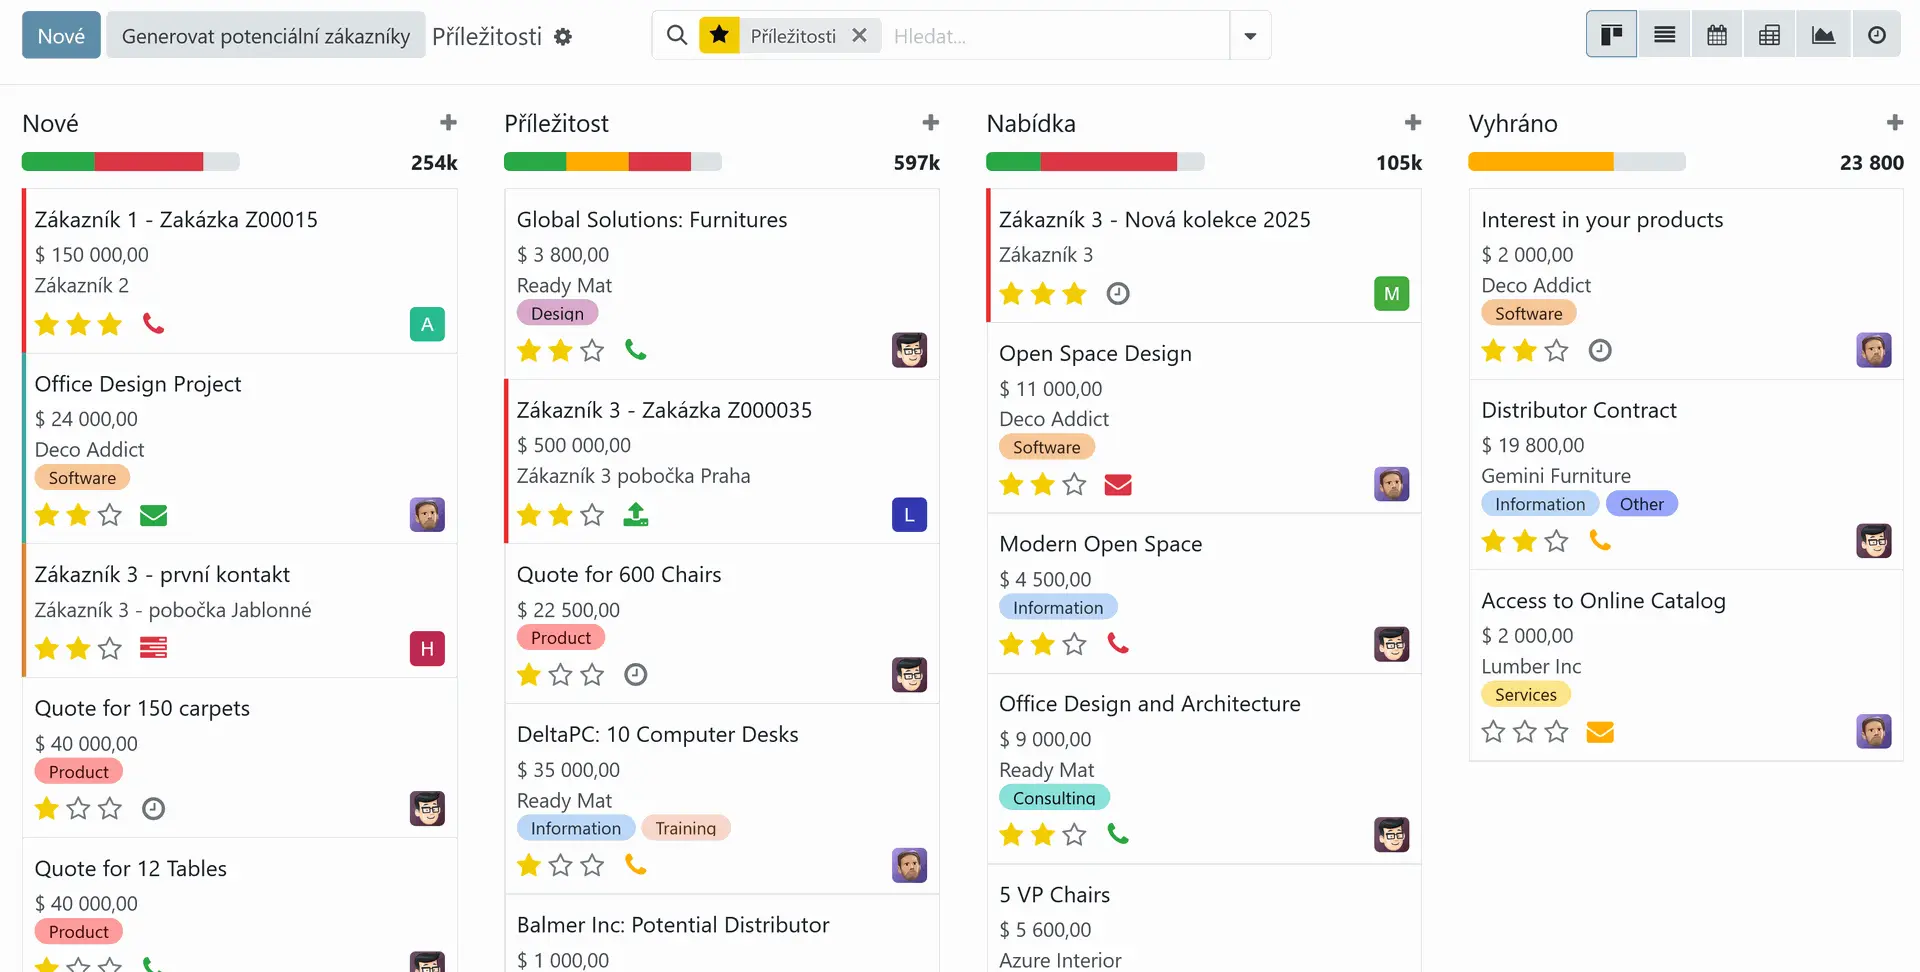 Nové
Generovat potenciální zákazníky
Příležitosti
Příležitosti
Hledat...
Nové
254k
Zákazník 1 - Zakázka Z00015
$ 150 000,00
Zákazník 2
A
Office Design Project
$ 24 000,00
Deco Addict
Software
Zákazník 3 - první kontakt
Zákazník 3 - pobočka Jablonné
H
Quote for 150 carpets
$ 40 000,00
Product
Quote for 12 Tables
$ 40 000,00
Product
Příležitost
597k
Global Solutions: Furnitures
$ 3 800,00
Ready Mat
Design
Zákazník 3 - Zakázka Z000035
$ 500 000,00
Zákazník 3 pobočka Praha
L
Quote for 600 Chairs
$ 22 500,00
Product
DeltaPC: 10 Computer Desks
$ 35 000,00
Ready Mat
Information Training
Balmer Inc: Potential Distributor
$ 1 000,00
Nabídka
105k
Zákazník 3 - Nová kolekce 2025
Zákazník 3
M
Open Space Design
$ 11 000,00
Deco Addict
Software
Modern Open Space
$ 4 500,00
Information
Office Design and Architecture
$ 9 000,00
Ready Mat
Consulting
5 VP Chairs
$ 5 600,00
Azure Interior
Vyhráno
23 800
Interest in your products
$ 2 000,00
Deco Addict
Software
Distributor Contract
$ 19 800,00
Gemini Furniture
Information Other
Access to Online Catalog
$ 2 000,00
Lumber Inc
Services